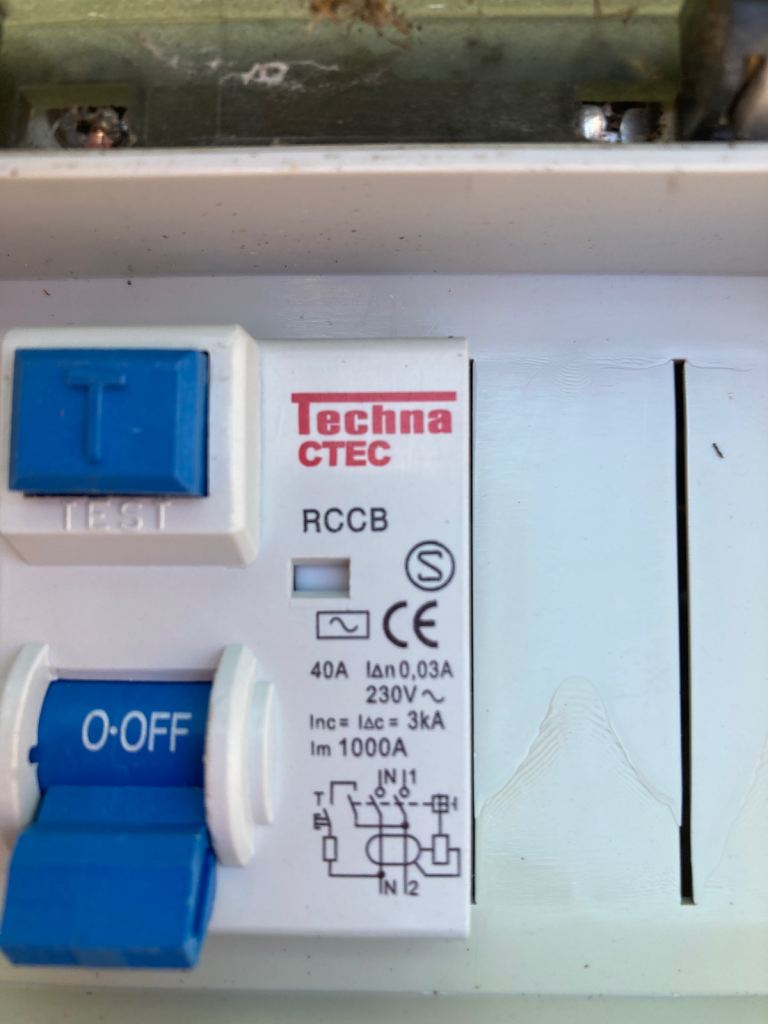 T
TEST
Techna
CTEC
RCCB
S
CE
40A IΔn 0,03A
230V ~
Inc = IΔc = 3kA
Im 1000A
O·OFF
N 1
T
N 2